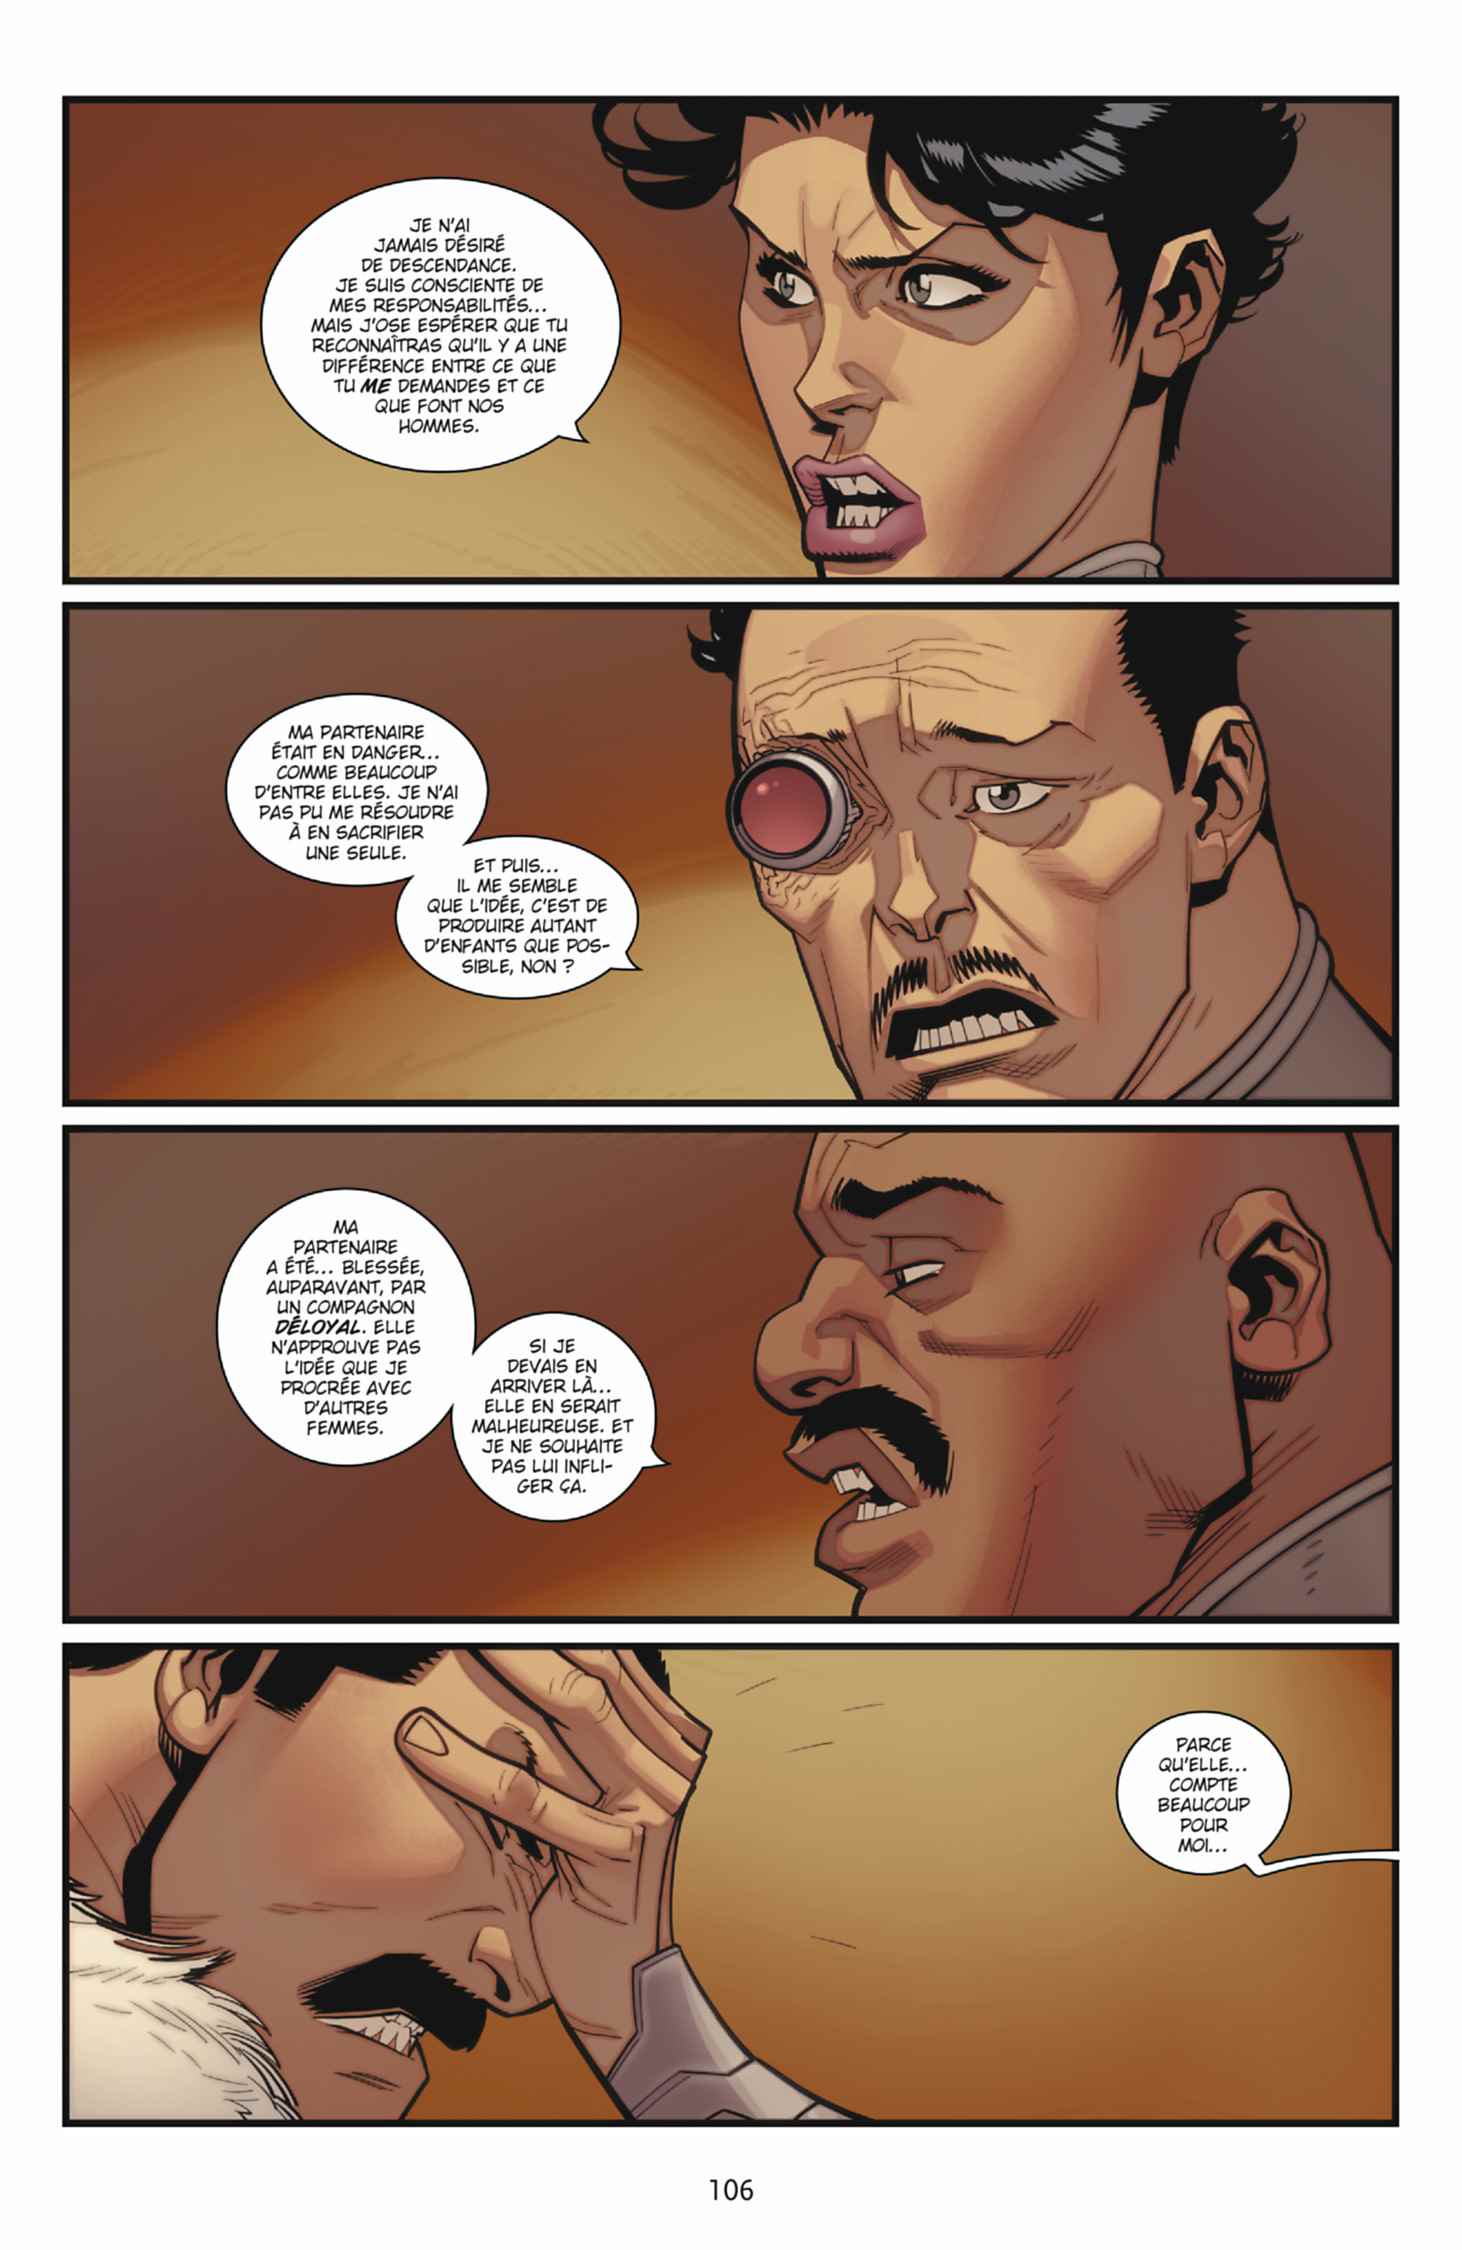 JE N'AI
JAMAIS DÉSIRÉ
DE DESCENDANCE.
JE SUIS CONSCIENTE DE
MES RESPONSABILITÉS...
MAIS J'OSE ESPÉRER QUE TU
RECONNAÎTRAS QU'IL Y A UNE
DIFFÉRENCE ENTRE CE QUE
TU ME DEMANDES ET CE
QUE FONT NOS
HOMMES.
MA PARTENAIRE
ÉTAIT EN DANGER...
COMME BEAUCOUP
D'ENTRE ELLES. JE N'AI
PAS PU ME RÉSOUDRE
À EN SACRIFIER
UNE SEULE.
ET PUIS...
IL ME SEMBLE
QUE L'IDÉE, C'EST DE
PRODUIRE AUTANT
D'ENFANTS QUE POS-
SIBLE, NON ?
MA
PARTENAIRE
A ÉTÉ... BLESSÉE,
AUPARAVANT, PAR
UN COMPAGNON
DÉLOYAL. ELLE
N'APPROUVE PAS
L'IDÉE QUE JE
PROCRÉE AVEC
D'AUTRES
FEMMES.
SI JE
DEVAIS EN
ARRIVER LÀ...
ELLE EN SERAIT
MALHEUREUSE. ET
JE NE SOUHAITE
PAS LUI INFLI-
GER ÇA.
PARCE
QU'ELLE...
COMPTE
BEAUCOUP
POUR
MOI...
106